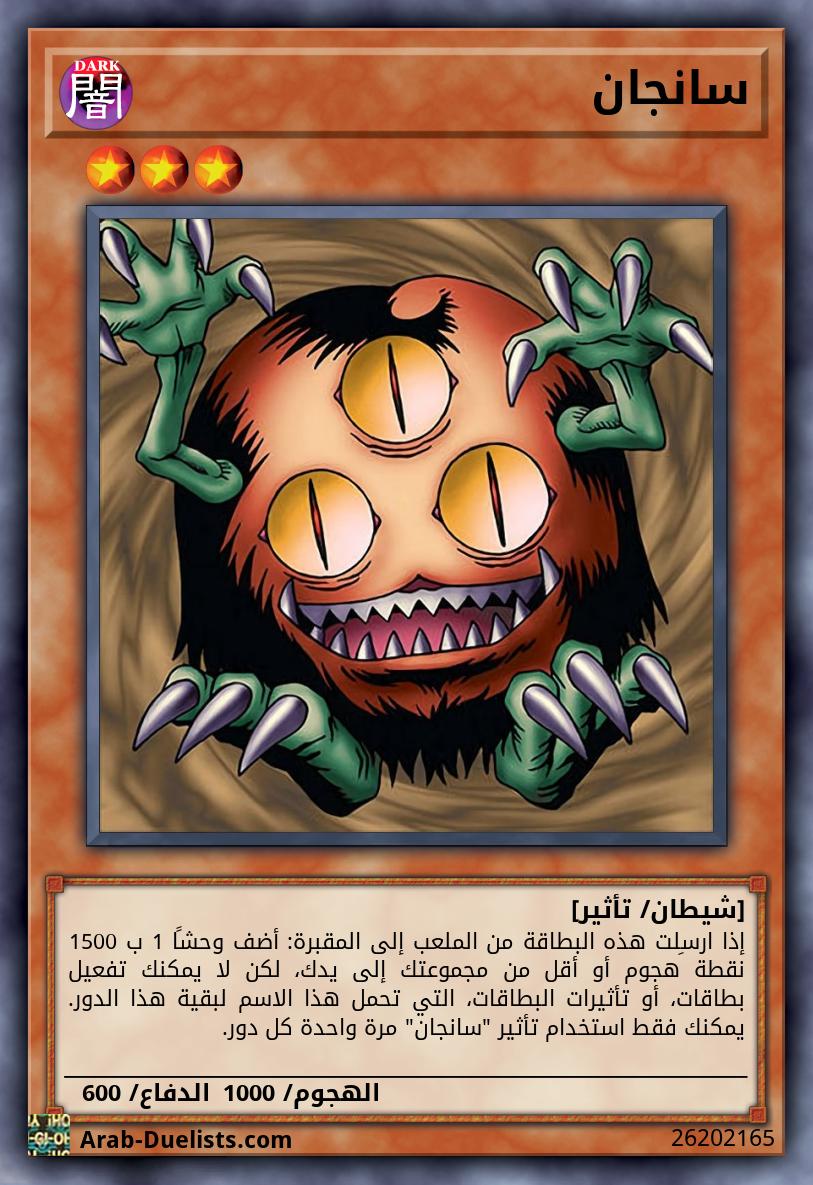 سانجان
DARK
闇
[شيطان/ تأثير]
إذا ارسلِت هذه البطاقة من الملعب إلى المقبرة: أضف وحشاً 1 ب 1500
نقطة هجوم أو أقل من مجموعتك إلى يدك، لكن لا يمكنك تفعيل
بطاقات، أو تأثيرات البطاقات، التي تحمل هذا الاسم لبقية هذا الدور.
يمكنك فقط استخدام تأثير "سانجان" مرة واحدة كل دور.
الهجوم/ 1000 الدفاع/ 600
Arab-Duelists.com
26202165